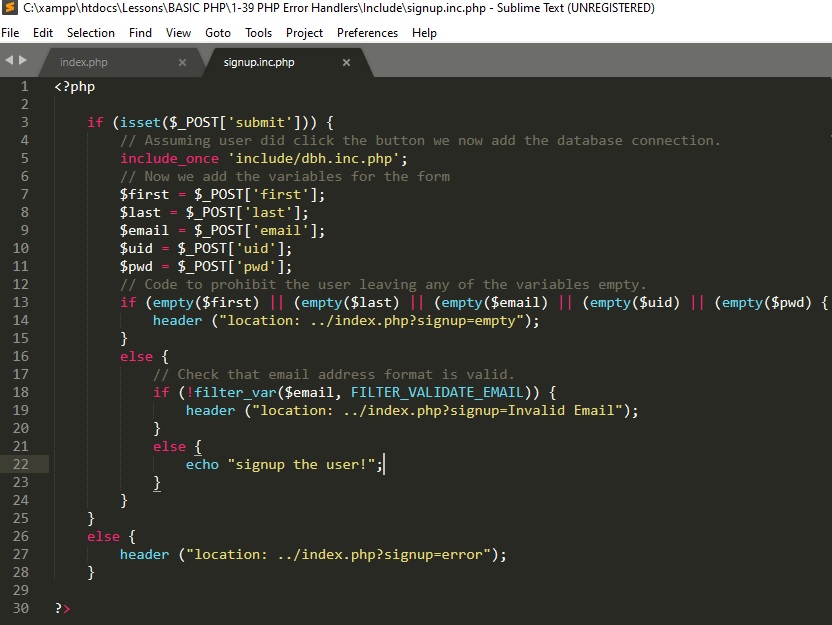 C:\xampp\htdocs\Lessons\BASIC PHP\1-39 PHP Error Handlers\Include\signup.inc.php - Sublime Text (UNREGISTERED)
File Edit Selection Find View Goto Tools Project Preferences Help
index.php × signup.inc.php ×
1 <?php
2
3 if (isset($_POST['submit'])) {
4 // Assuming user did click the button we now add the database connection.
5 include_once 'include/dbh.inc.php';
6 // Now we add the variables for the form
7 $first = $_POST['first'];
8 $last = $_POST['last'];
9 $email = $_POST['email'];
10 $uid = $_POST['uid'];
11 $pwd = $_POST['pwd'];
12 // Code to prohibit the user leaving any of the variables empty.
13 if (empty($first) || (empty($last) || (empty($email) || (empty($uid) || (empty($pwd) {
14 header ("location: ../index.php?signup=empty");
15 }
16 else {
17 // Check that email address format is valid.
18 if (!filter_var($email, FILTER_VALIDATE_EMAIL)) {
19 header ("location: ../index.php?signup=Invalid Email");
20 }
21 else {
22 echo "signup the user!";
23 }
24 }
25 }
26 else {
27 header ("location: ../index.php?signup=error");
28 }
29
30 ?>